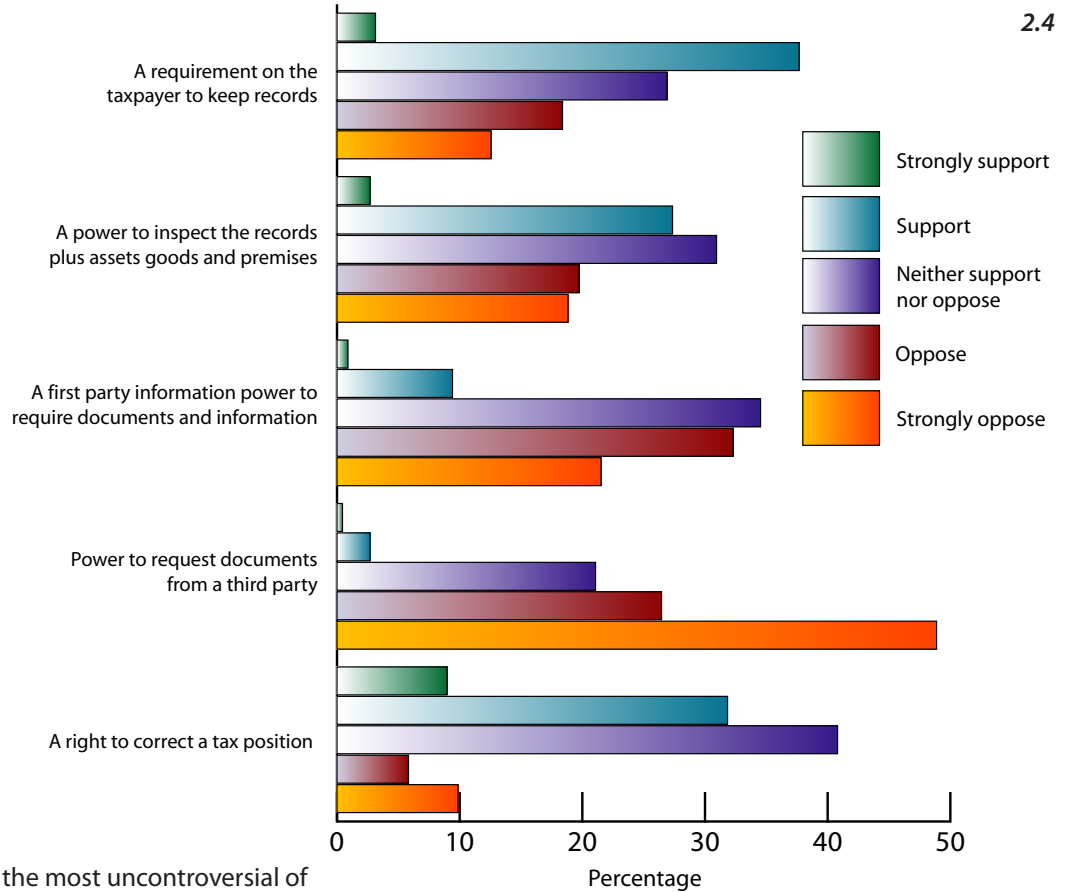 2.4
A requirement on the
taxpayer to keep records
A power to inspect the records
plus assets goods and premises
A first party information power to
require documents and information
Power to request documents
from a third party
A right to correct a tax position
Strongly support
Support
Neither support
nor oppose
Oppose
Strongly oppose
0 10 20 30 40 50
Percentage
the most uncontroversial of